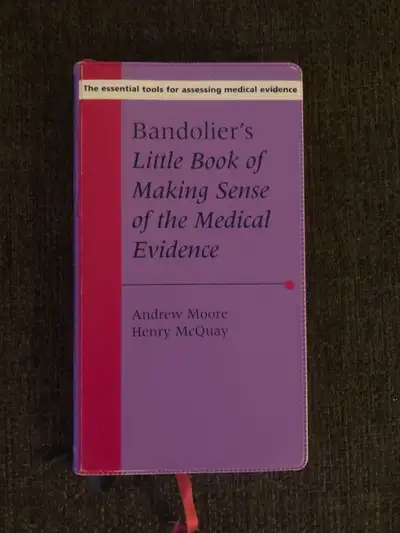 The essential tools for assessing medical evidence
Bandolier's
Little Book of
Making Sense
of the Medical
Evidence
Andrew Moore
Henry McQuay